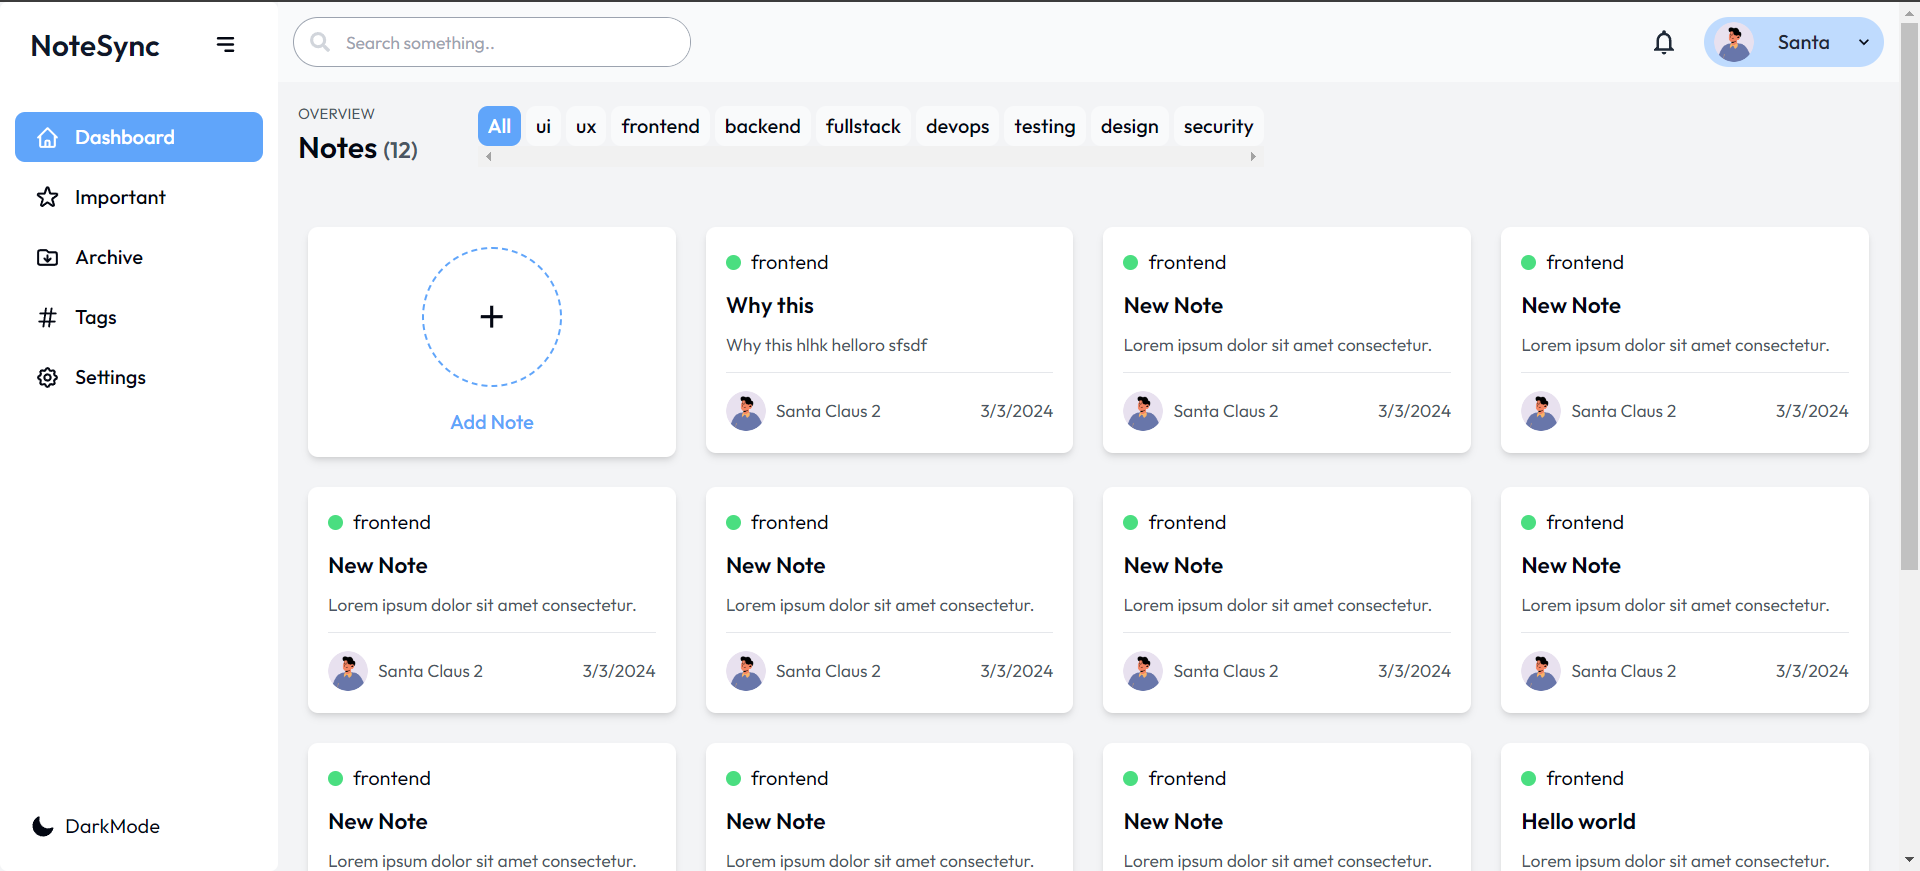 NoteSync
Search something..
Santa
Dashboard
Important
Archive
Tags
Settings
DarkMode
OVERVIEW
Notes (12)
All ui ux frontend backend fullstack devops testing design security
+
Add Note
frontend
Why this
Why this hlhk helloro sfsdf
Santa Claus 2 3/3/2024
frontend
New Note
Lorem ipsum dolor sit amet consectetur.
Santa Claus 2 3/3/2024
frontend
New Note
Lorem ipsum dolor sit amet consectetur.
Santa Claus 2 3/3/2024
frontend
New Note
Lorem ipsum dolor sit amet consectetur.
Santa Claus 2 3/3/2024
frontend
New Note
Lorem ipsum dolor sit amet consectetur.
Santa Claus 2 3/3/2024
frontend
New Note
Lorem ipsum dolor sit amet consectetur.
Santa Claus 2 3/3/2024
frontend
New Note
Lorem ipsum dolor sit amet consectetur.
Santa Claus 2 3/3/2024
frontend
New Note
Lorem ipsum dolor sit amet consectetur.
frontend
New Note
Lorem ipsum dolor sit amet consectetur.
frontend
New Note
Lorem ipsum dolor sit amet consectetur.
frontend
Hello world
Lorem ipsum dolor sit amet consectetur.